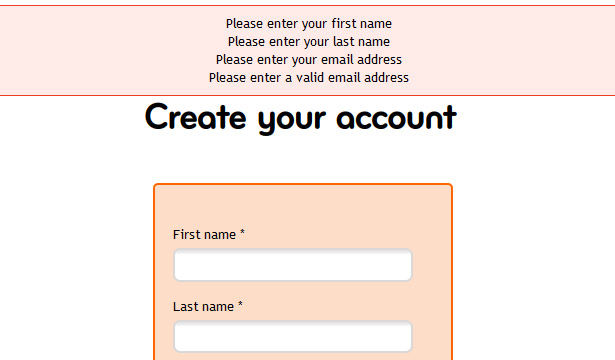 Please enter your first name
Please enter your last name
Please enter your email address
Please enter a valid email address
Create your account
First name *
Last name *